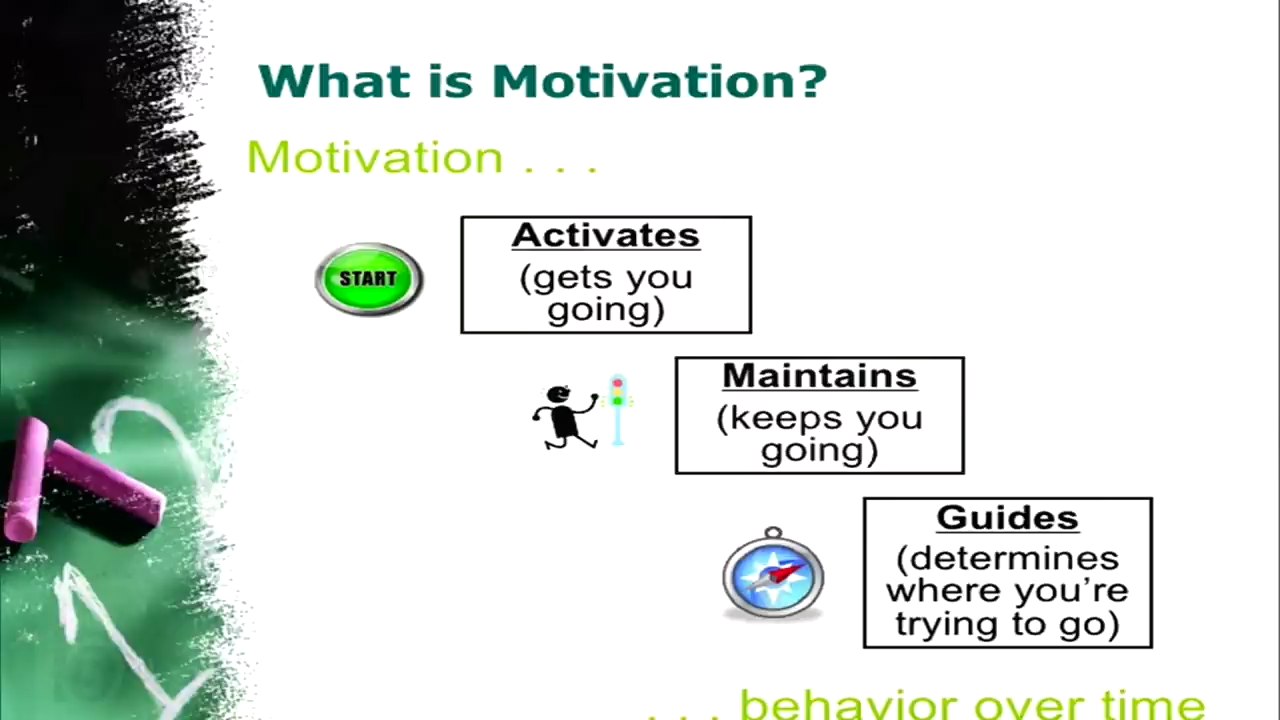 What is Motivation?
Motivation . . .
START
Activates
(gets you
going)
Maintains
(keeps you
going)
Guides
(determines
where you're
trying to go)
. . . behavior over time